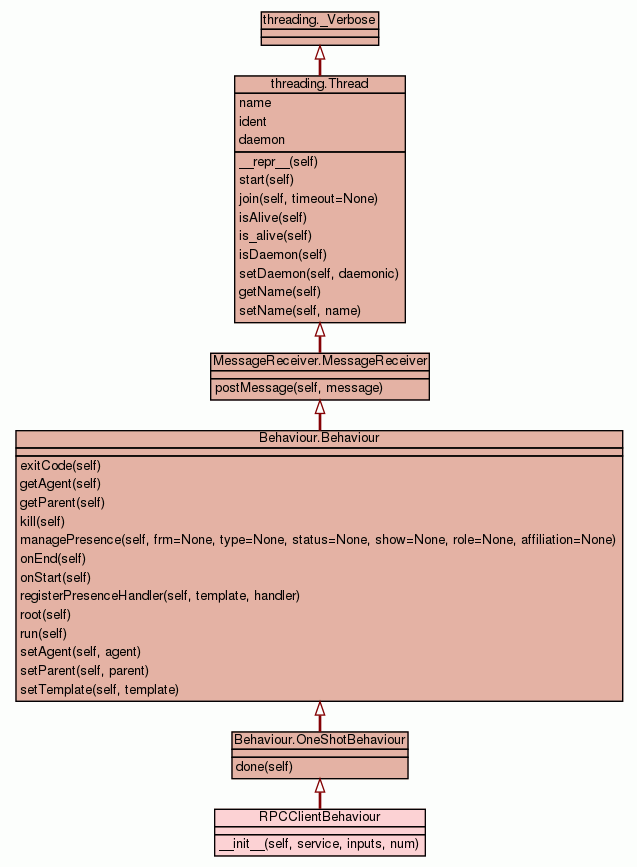 threading._Verbose
threading.Thread
name
ident
daemon
__repr__(self)
start(self)
join(self, timeout=None)
isAlive(self)
is_alive(self)
isDaemon(self)
setDaemon(self, daemonic)
getName(self)
setName(self, name)
MessageReceiver.MessageReceiver
postMessage(self, message)
Behaviour.Behaviour
exitCode(self)
getAgent(self)
getParent(self)
kill(self)
managePresence(self, frm=None, type=None, status=None, show=None, role=None, affiliation=None)
onEnd(self)
onStart(self)
registerPresenceHandler(self, template, handler)
root(self)
run(self)
setAgent(self, agent)
setParent(self, parent)
setTemplate(self, template)
Behaviour.OneShotBehaviour
done(self)
RPCClientBehaviour
__init__(self, service, inputs, num)